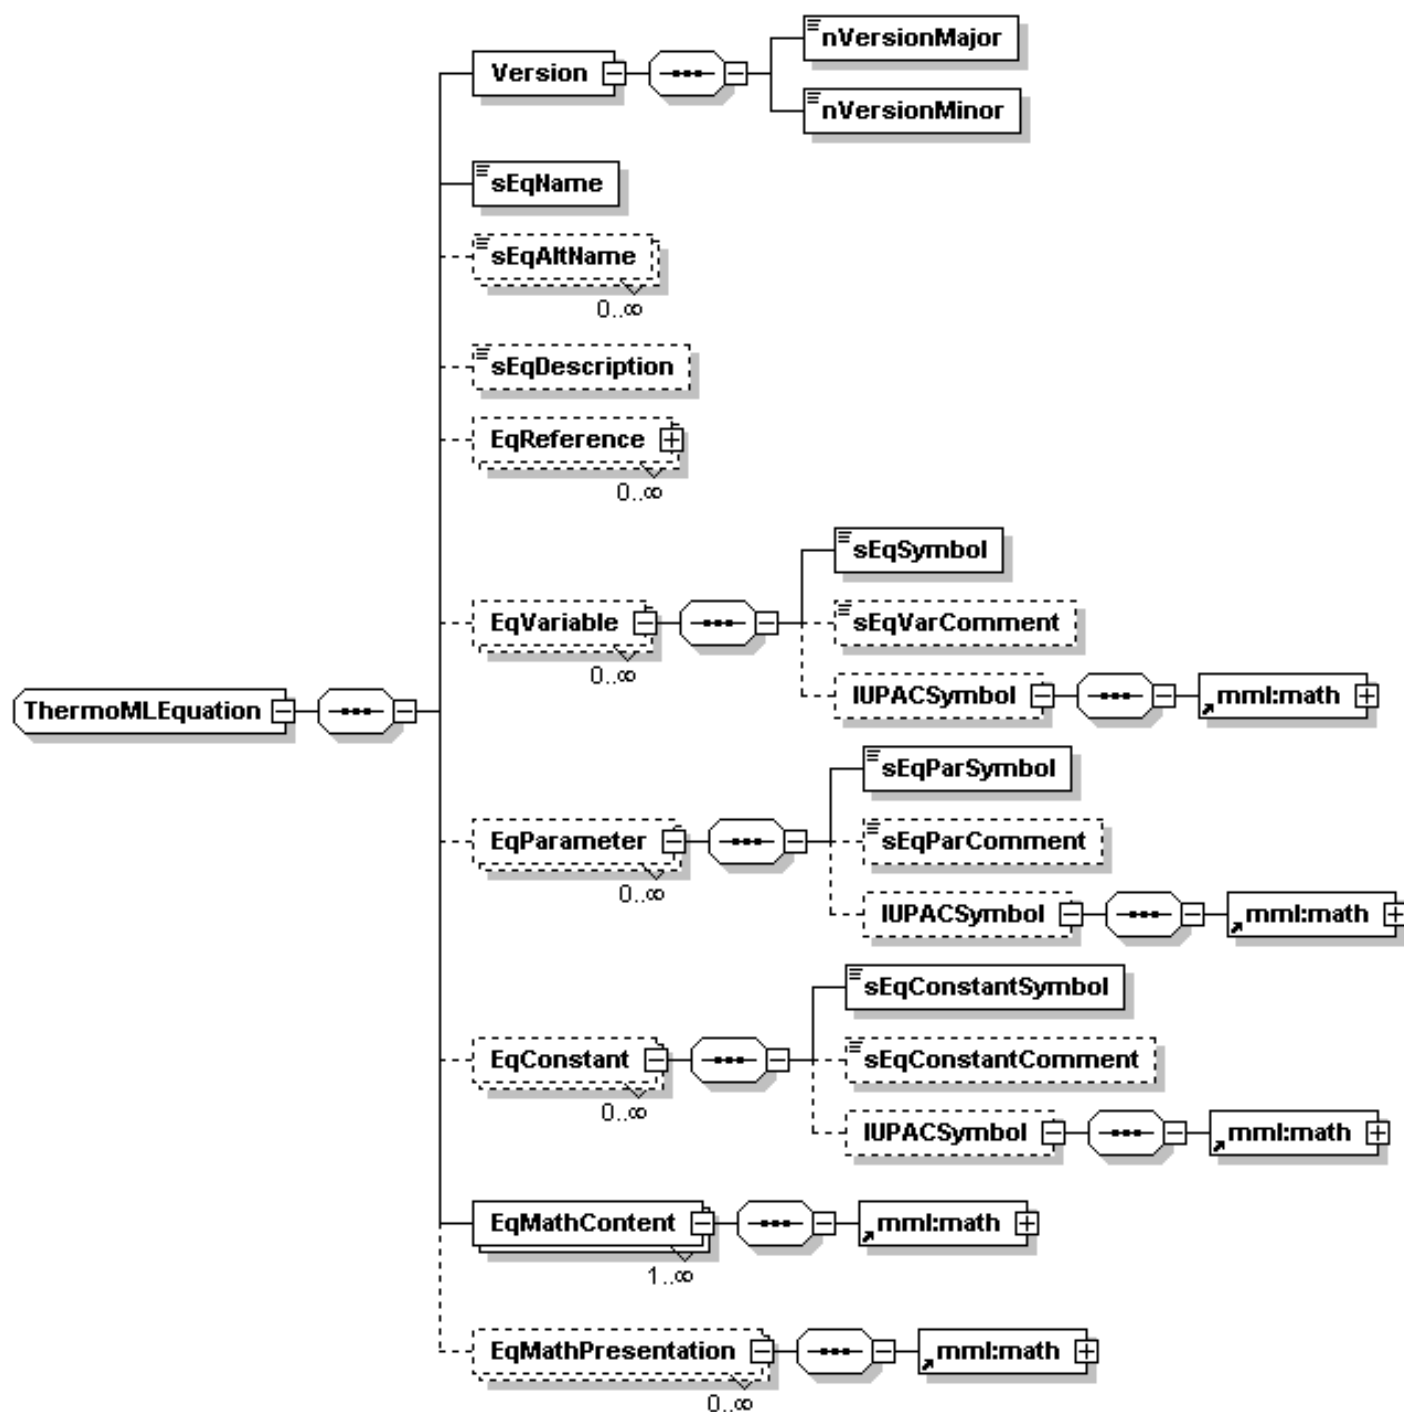 nVersionMajor
Version
nVersionMinor
sEqName
sEqAltName
0..∞
sEqDescription
EqReference
0..∞
sEqSymbol
EqVariable
sEqVarComment
0..∞
IUPACSymbol
mml:math
ThermoMLEquation
sEqParSymbol
EqParameter
sEqParComment
0..∞
IUPACSymbol
mml:math
sEqConstantSymbol
EqConstant
sEqConstantComment
0..∞
IUPACSymbol
mml:math
EqMathContent
mml:math
1..∞
EqMathPresentation
mml:math
0..∞